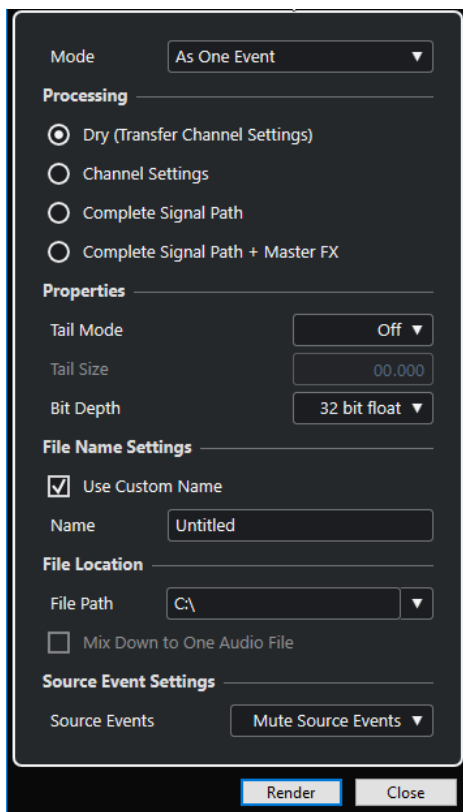 Mode As One Event
Processing
Dry (Transfer Channel Settings)
Channel Settings
Complete Signal Path
Complete Signal Path + Master FX
Properties
Tail Mode Off
Tail Size 00.000
Bit Depth 32 bit float
File Name Settings
Use Custom Name
Name Untitled
File Location
File Path C:\
Mix Down to One Audio File
Source Event Settings
Source Events Mute Source Events
Render Close